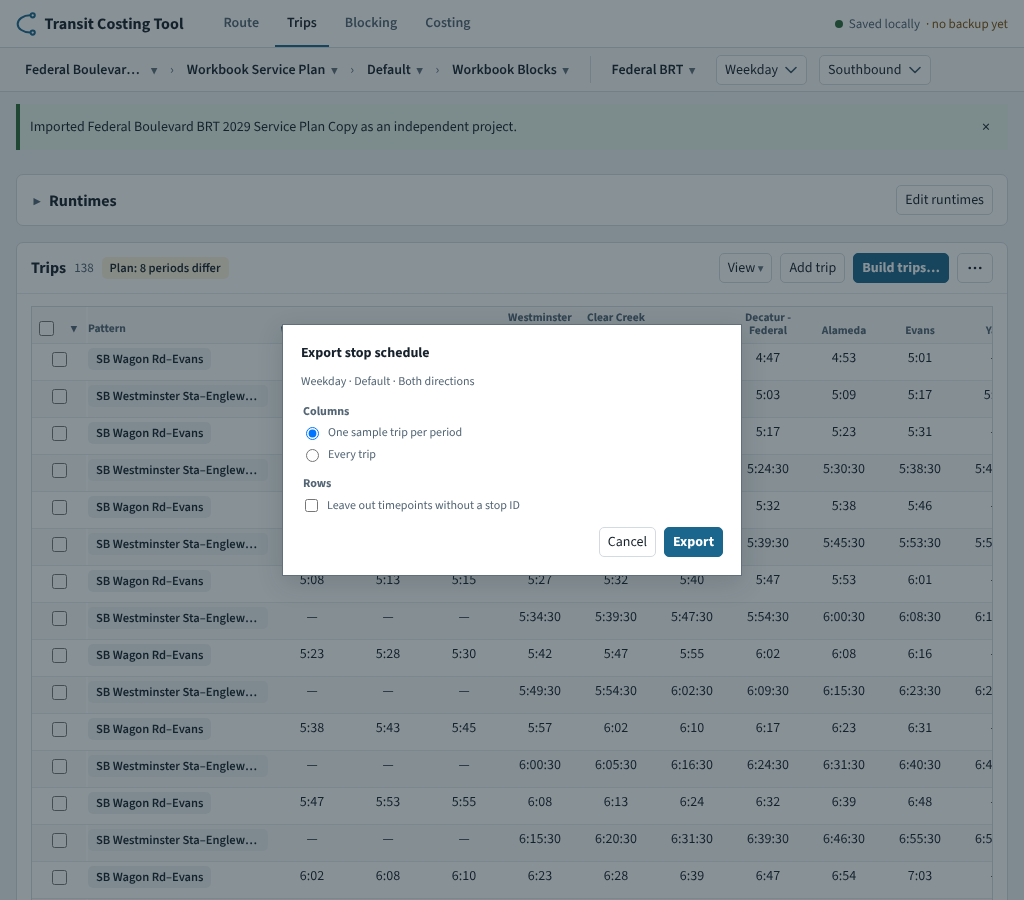 Transit Costing Tool Route Trips Blocking Costing Saved locally · no backup yet
Federal Boulevar… ▾ › Workbook Service Plan ▾ › Default ▾ › Workbook Blocks ▾ Federal BRT ▾ Weekday Southbound
Imported Federal Boulevard BRT 2029 Service Plan Copy as an independent project. ×
▸ Runtimes Edit runtimes
Trips 138 Plan: 8 periods differ View ▾ Add trip Build trips… ⋯
▼ Pattern Westminster Clear Creek Decatur - Federal Alameda Evans
SB Wagon Rd–Evans 4:47 4:53 5:01
SB Westminster Sta–Englew… 5:03 5:09 5:17
SB Wagon Rd–Evans 5:17 5:23 5:31
SB Westminster Sta–Englew… 5:24:30 5:30:30 5:38:30
SB Wagon Rd–Evans 5:32 5:38 5:46
SB Westminster Sta–Englew… 5:39:30 5:45:30 5:53:30
SB Wagon Rd–Evans 5:08 5:13 5:15 5:27 5:32 5:40 5:47 5:53 6:01
SB Westminster Sta–Englew… — — — 5:34:30 5:39:30 5:47:30 5:54:30 6:00:30 6:08:30
SB Wagon Rd–Evans 5:23 5:28 5:30 5:42 5:47 5:55 6:02 6:08 6:16
SB Westminster Sta–Englew… — — — 5:49:30 5:54:30 6:02:30 6:09:30 6:15:30 6:23:30
SB Wagon Rd–Evans 5:38 5:43 5:45 5:57 6:02 6:10 6:17 6:23 6:31
SB Westminster Sta–Englew… — — — 6:00:30 6:05:30 6:16:30 6:24:30 6:31:30 6:40:30
SB Wagon Rd–Evans 5:47 5:53 5:55 6:08 6:13 6:24 6:32 6:39 6:48
SB Westminster Sta–Englew… — — — 6:15:30 6:20:30 6:31:30 6:39:30 6:46:30 6:55:30
SB Wagon Rd–Evans 6:02 6:08 6:10 6:23 6:28 6:39 6:47 6:54 7:03
Export stop schedule
Weekday · Default · Both directions
Columns
One sample trip per period
Every trip
Rows
Leave out timepoints without a stop ID
Cancel Export